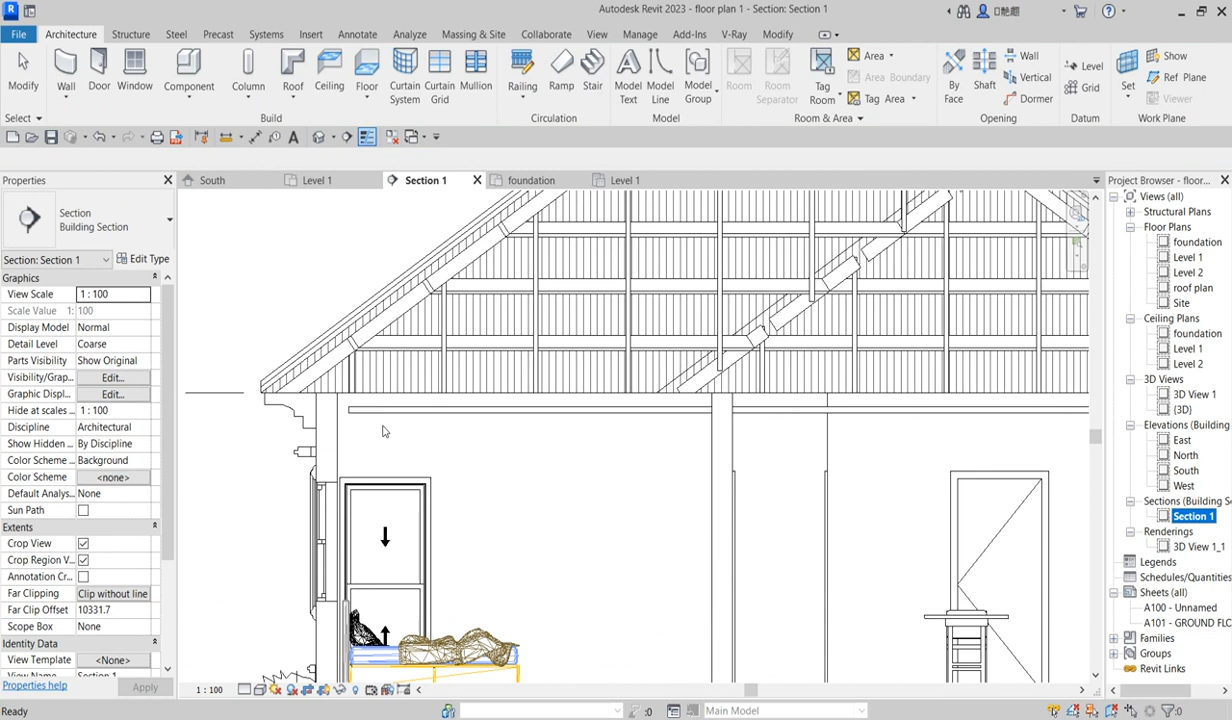 Autodesk Revit 2023 - floor plan 1 - Section: Section 1
File Architecture Structure Steel Precast Systems Insert Annotate Analyze Massing & Site Collaborate View Manage Add-Ins V-Ray Modify
Modify Wall Door Window Component Column Roof Ceiling Floor Curtain System Curtain Grid Mullion Railing Ramp Stair Model Text Model Line Model Group Room Room Separator Tag Room
Area
Area Boundary
Tag Area
By Face Shaft
Wall
Vertical
Dormer
Level
Grid
Set
Show
Ref Plane
Viewer
Select Build Circulation Model Room & Area Opening Datum Work Plane
Properties
South Level 1 Section 1 foundation Level 1
Project Browser - floor...
Section
Building Section
Section: Section 1 Edit Type
Graphics
View Scale 1 : 100
Scale Value 1: 100
Display Model Normal
Detail Level Coarse
Parts Visibility Show Original
Visibility/Grap... Edit...
Graphic Displ... Edit...
Hide at scales ... 1 : 100
Discipline Architectural
Show Hidden ... By Discipline
Color Scheme ... Background
Color Scheme <none>
Default Analys... None
Sun Path
Extents
Crop View
Crop Region V...
Annotation Cr...
Far Clipping Clip without line
Far Clip Offset 10331.7
Scope Box None
Identity Data
View Template <None>
View Name Section 1
Properties help Apply
Views (all)
Structural Plans
Floor Plans
foundation
Level 1
Level 2
roof plan
Site
Ceiling Plans
foundation
Level 1
Level 2
3D Views
3D View 1
(3D)
Elevations (Building
East
North
South
West
Sections (Building S
Section 1
Renderings
3D View 1_1
Legends
Schedules/Quantities
Sheets (all)
A100 - Unnamed
A101 - GROUND FLO
Families
Groups
Revit Links
1 : 100
Ready :0 Main Model :0